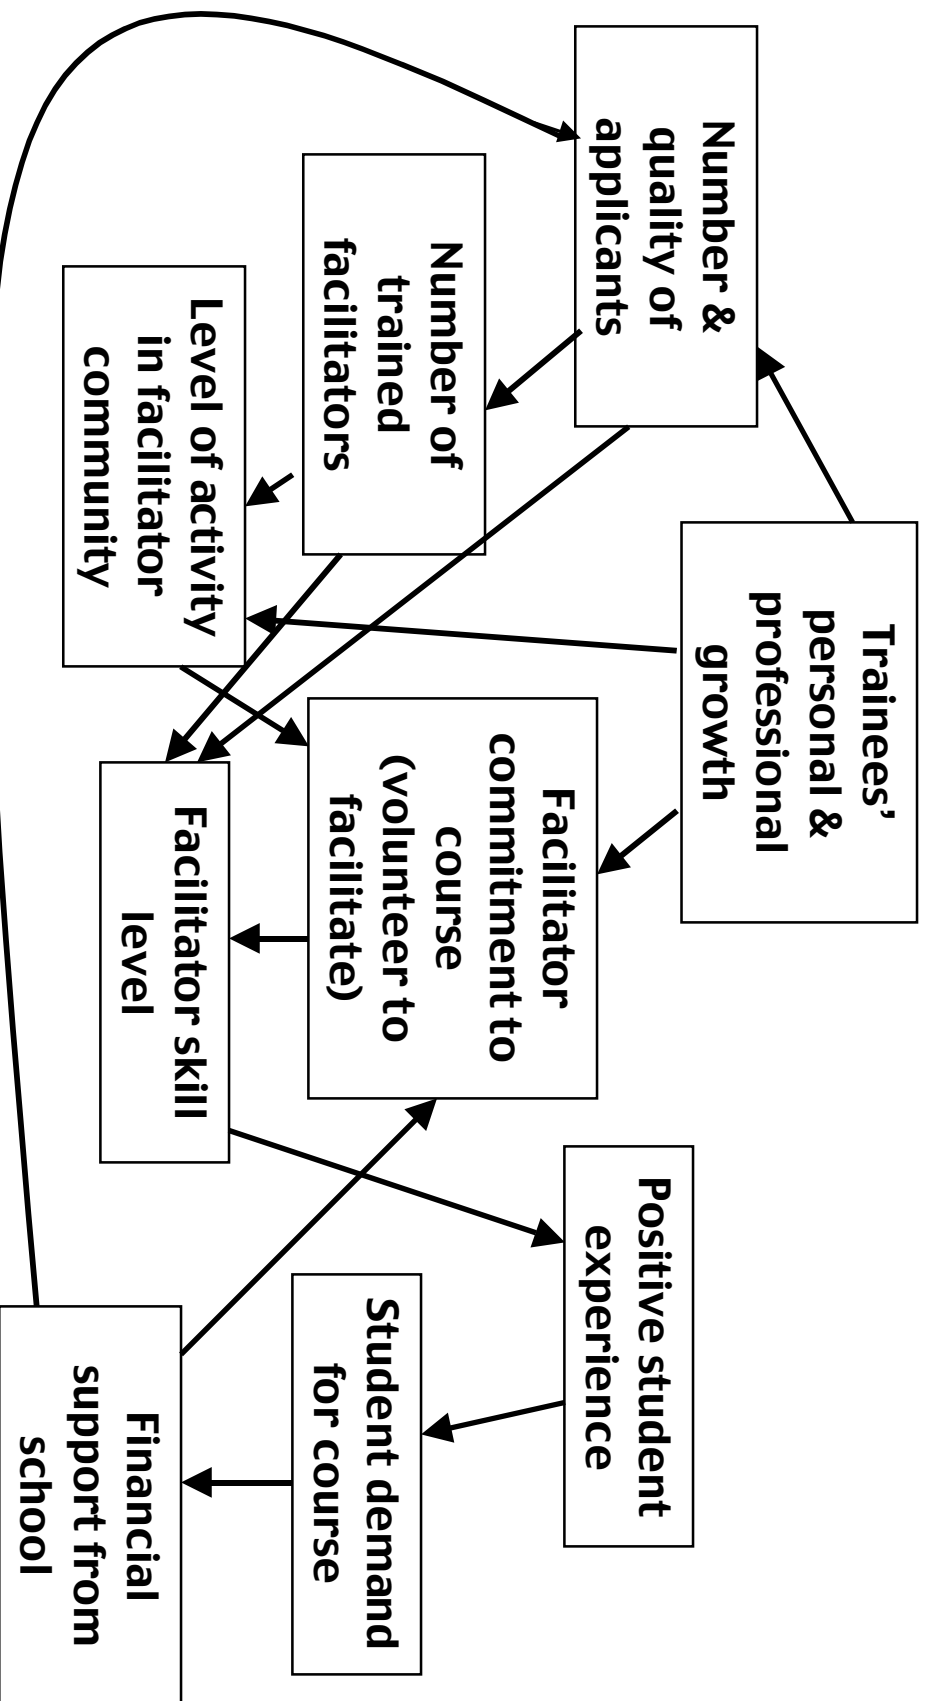 Trainees’
personal &
professional
growth
Number &
quality of
applicants
Positive student
experience
Facilitator
commitment to
course
(volunteer to
facilitate)
Number of
trained
facilitators
Student demand
for course
Level of activity
in facilitator
community
Facilitator skill
level
Financial
support from
school